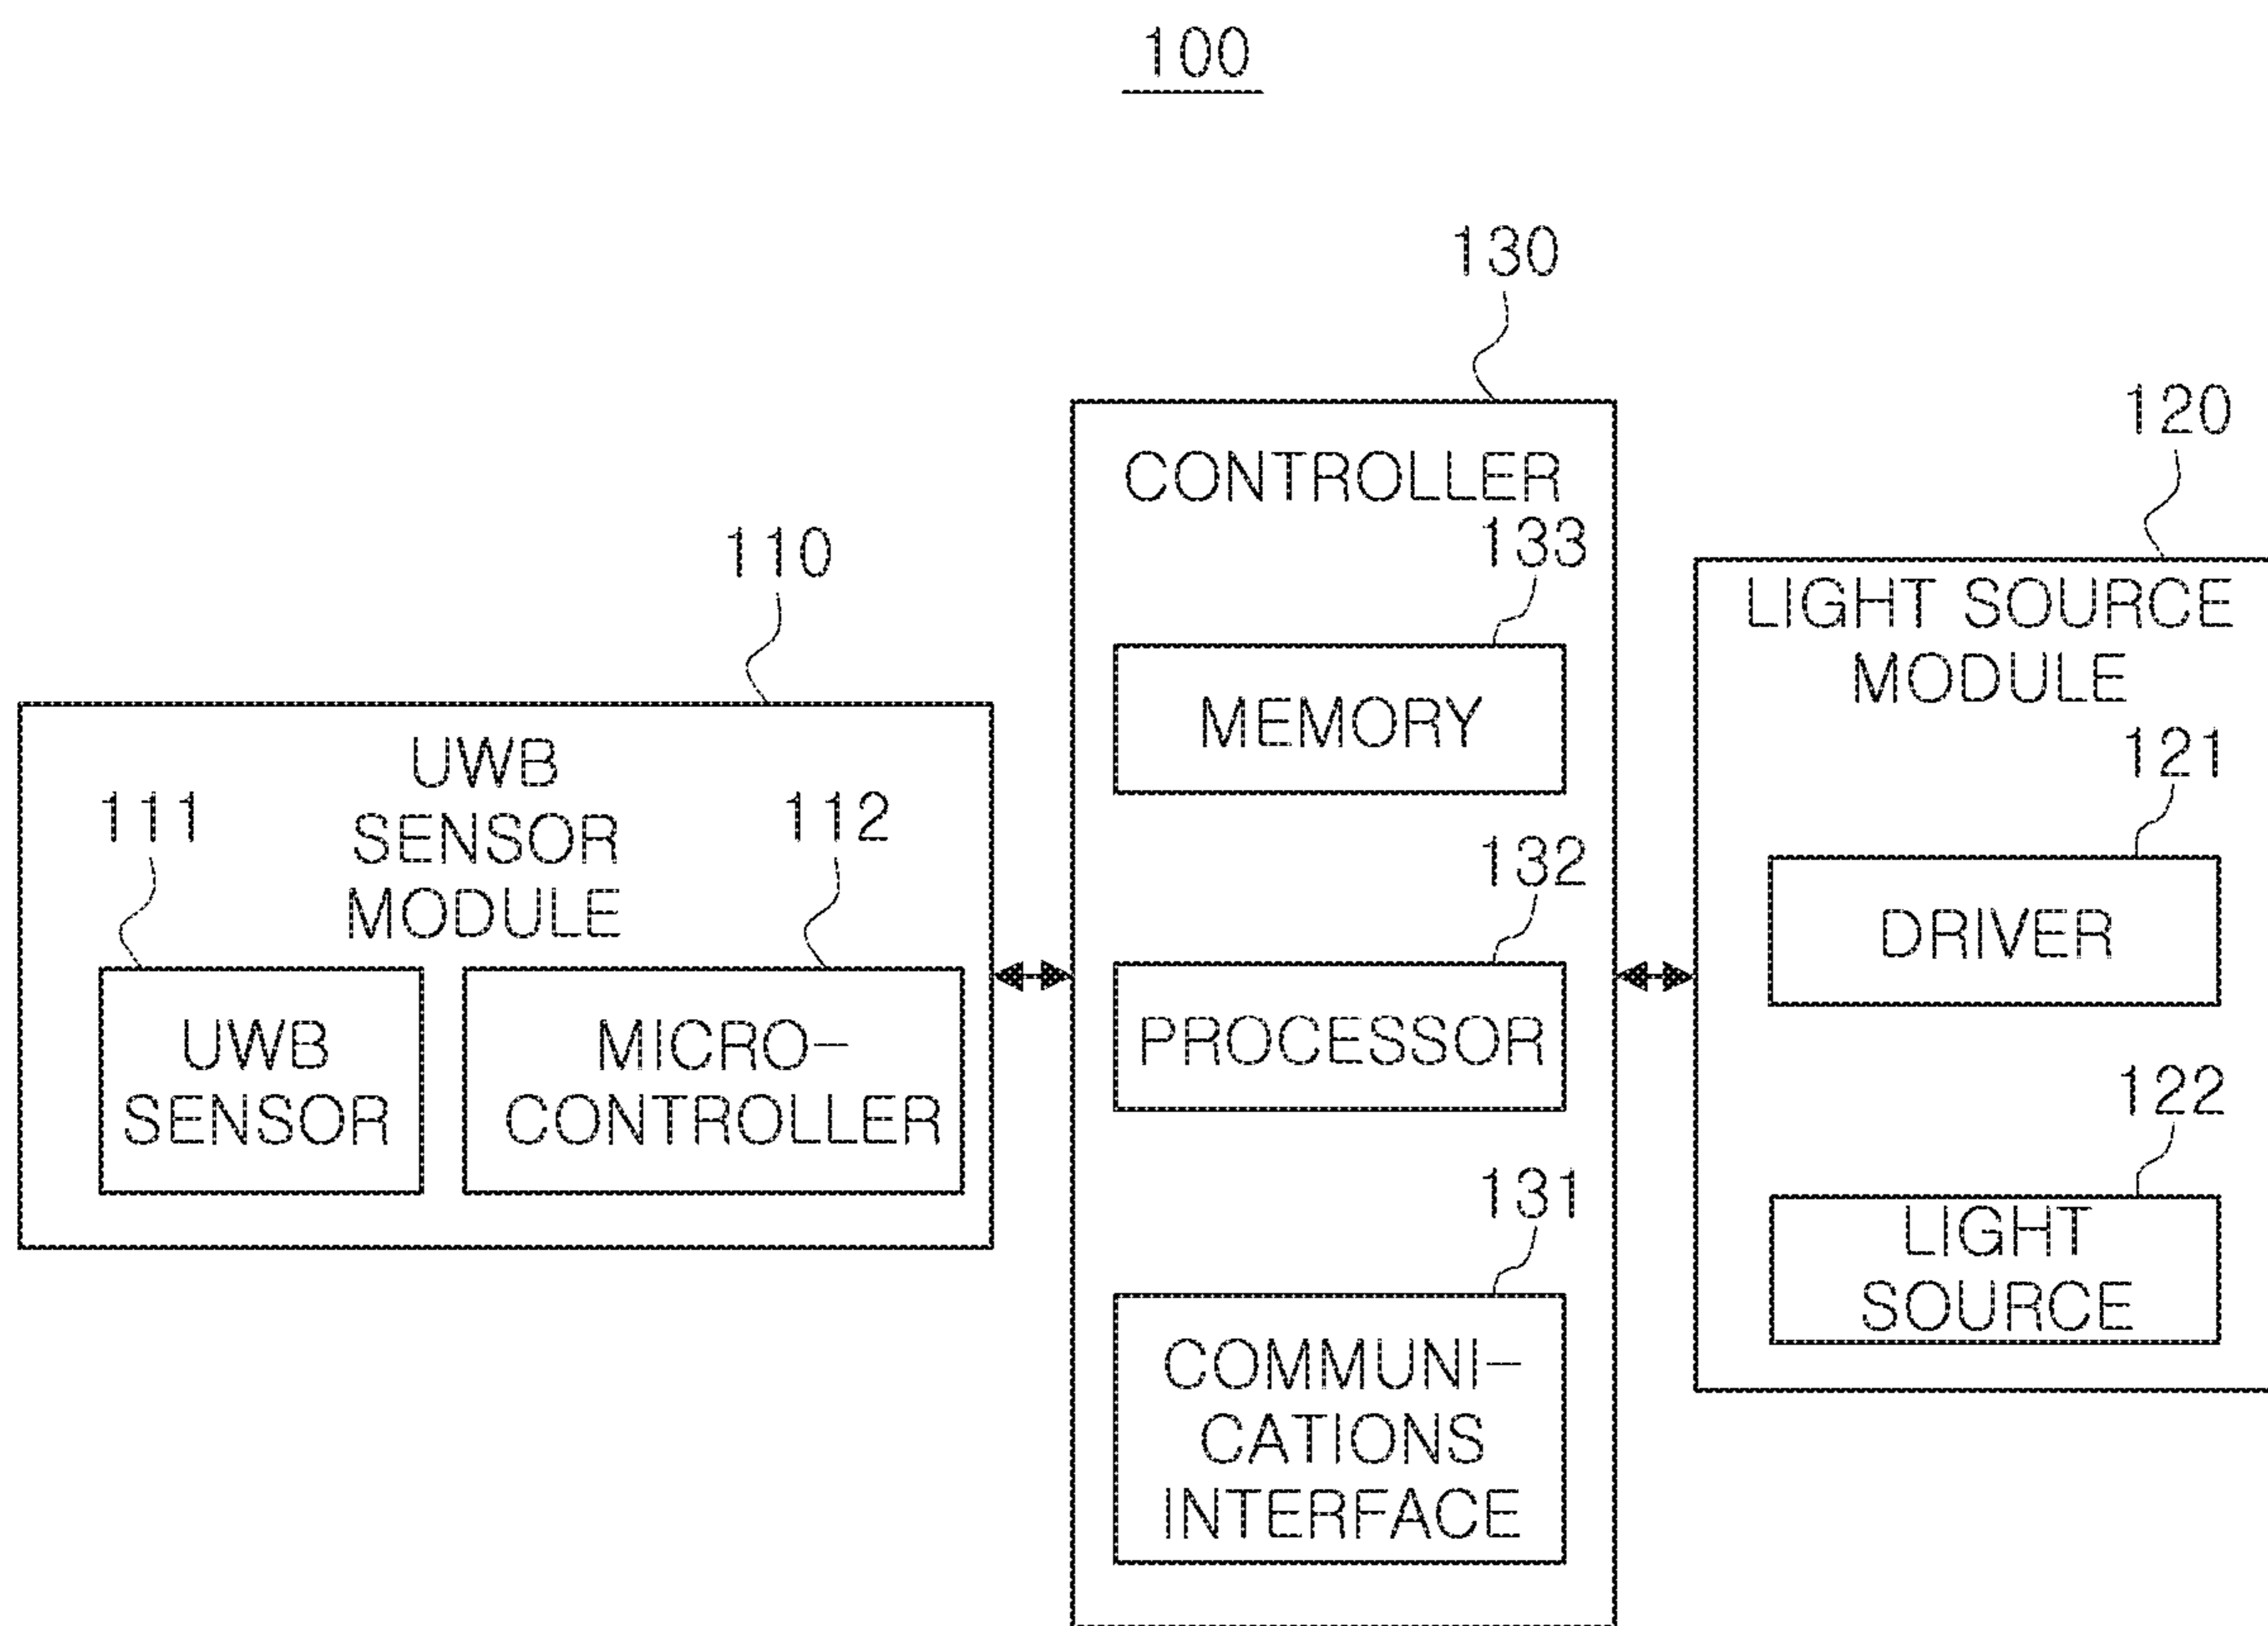 100
110
UWB
SENSOR
MODULE
111
112
UWB
SENSOR
MICRO-
CONTROLLER
130
CONTROLLER
133
MEMORY
132
PROCESSOR
131
COMMUNI-
CATIONS
INTERFACE
120
LIGHT SOURCE
MODULE
121
DRIVER
122
LIGHT
SOURCE